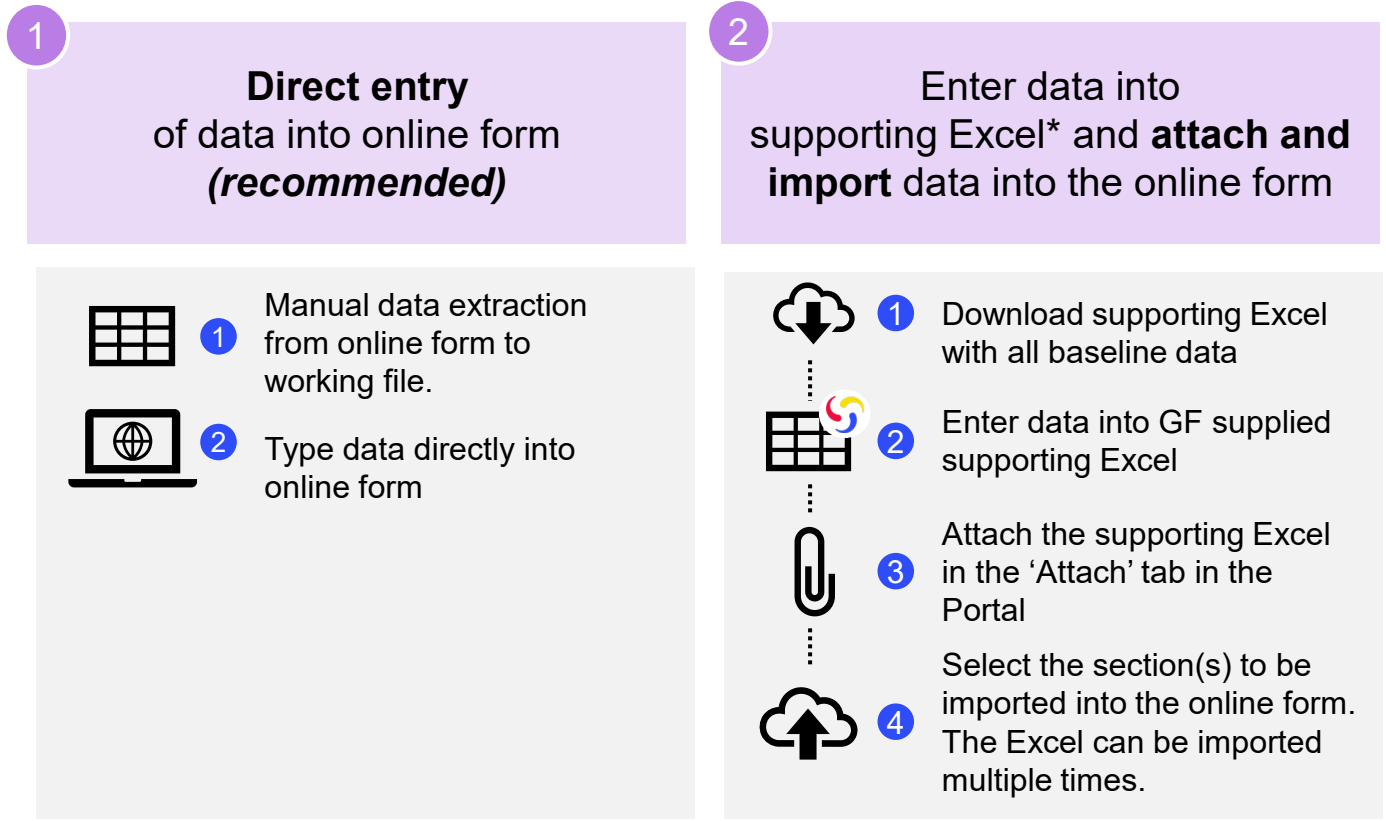 1
Direct entry
of data into online form
(recommended)
1
Manual data extraction
from online form to
working file.
2
Type data directly into
online form
2
Enter data into
supporting Excel* and attach and
import data into the online form
1
Download supporting Excel
with all baseline data
2
Enter data into GF supplied
supporting Excel
3
Attach the supporting Excel
in the ‘Attach’ tab in the
Portal
4
Select the section(s) to be
imported into the online form.
The Excel can be imported
multiple times.